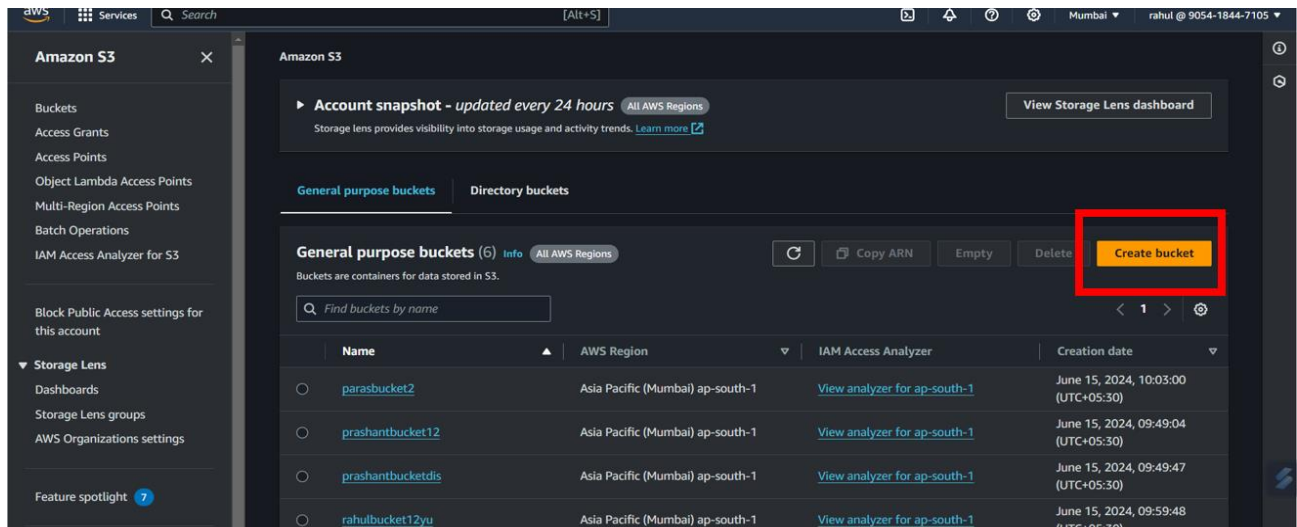 aws Services Search [Alt+S] Mumbai ▼ rahul @ 9054-1844-7105 ▼
Amazon S3
Buckets
Access Grants
Access Points
Object Lambda Access Points
Multi-Region Access Points
Batch Operations
IAM Access Analyzer for S3
Block Public Access settings for
this account
▼ Storage Lens
Dashboards
Storage Lens groups
AWS Organizations settings
Feature spotlight 7
Amazon S3
Account snapshot - updated every 24 hours All AWS Regions
View Storage Lens dashboard
Storage lens provides visibility into storage usage and activity trends. Learn more
General purpose buckets Directory buckets
General purpose buckets (6) Info All AWS Regions
Copy ARN Empty Delete Create bucket
Buckets are containers for data stored in S3.
Find buckets by name
< 1 >
Name AWS Region IAM Access Analyzer Creation date
parasbucket2 Asia Pacific (Mumbai) ap-south-1 View analyzer for ap-south-1 June 15, 2024, 10:03:00
(UTC+05:30)
prashantbucket12 Asia Pacific (Mumbai) ap-south-1 View analyzer for ap-south-1 June 15, 2024, 09:49:04
(UTC+05:30)
prashantbucketdis Asia Pacific (Mumbai) ap-south-1 View analyzer for ap-south-1 June 15, 2024, 09:49:47
(UTC+05:30)
rahulbucket12yu Asia Pacific (Mumbai) ap-south-1 View analyzer for ap-south-1 June 15, 2024, 09:59:48
(UTC+05:30)